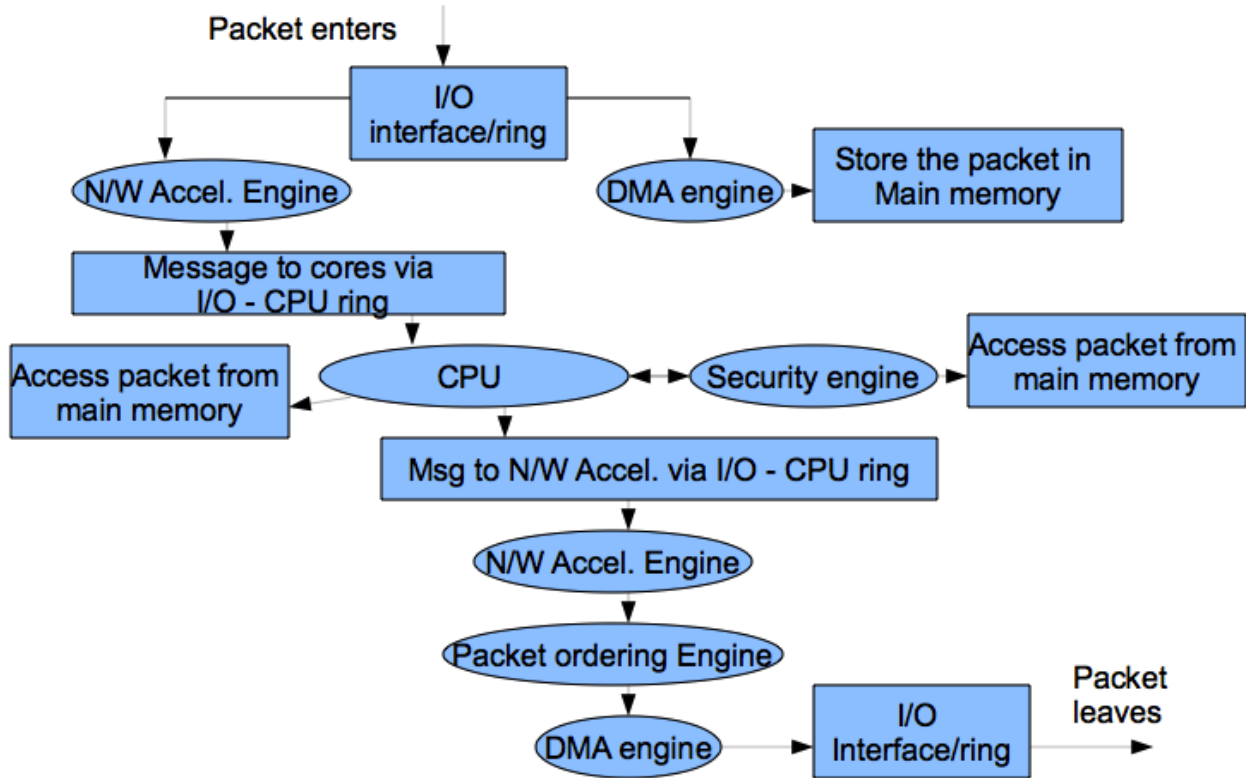 Packet enters
I/O
interface/ring
N/W Accel. Engine
DMA engine
Store the packet in
Main memory
Message to cores via
I/O - CPU ring
Access packet from
main memory
CPU
Security engine
Access packet from
main memory
Msg to N/W Accel. via I/O - CPU ring
N/W Accel. Engine
Packet ordering Engine
DMA engine
I/O
Interface/ring
Packet
leaves